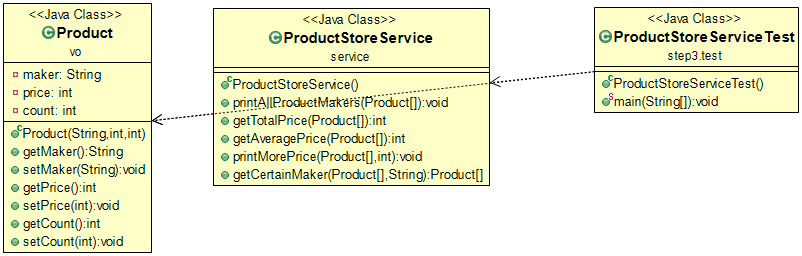 <<Java Class>>
Product
vo
maker: String
price: int
count: int
Product(String,int,int)
getMaker():String
setMaker(String):void
getPrice():int
setPrice(int):void
getCount():int
setCount(int):void
<<Java Class>>
ProductStoreService
service
ProductStoreService()
printAllProductMakers(Product[]):void
getTotalPrice(Product[]):int
getAveragePrice(Product[]):int
printMorePrice(Product[],int):void
getCertainMaker(Product[],String):Product[]
<<Java Class>>
ProductStoreServiceTest
step3.test
ProductStoreServiceTest()
main(String[]):void